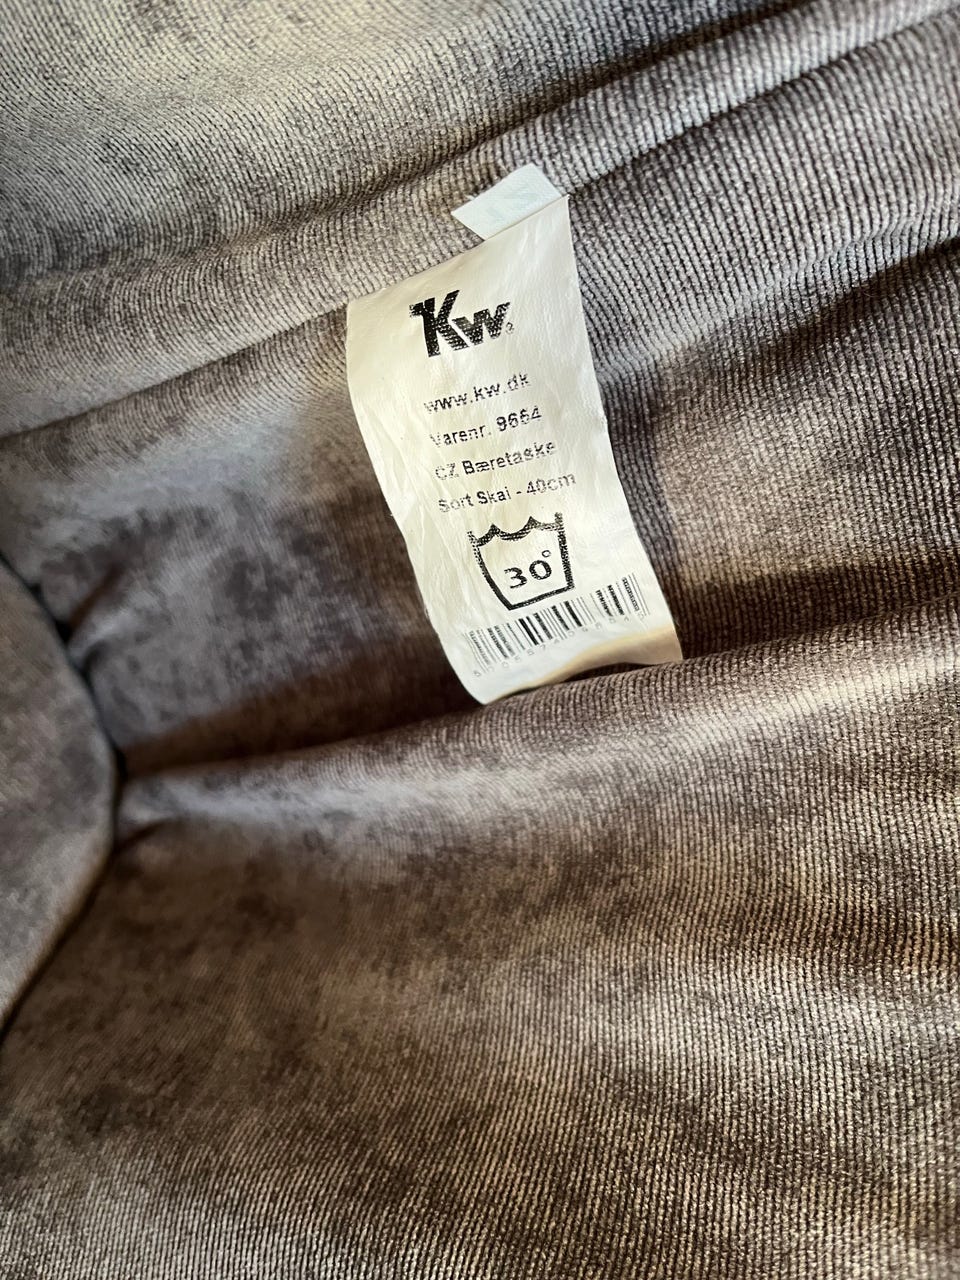 Kw
www.kw.dk
Varenr. 9664
CZ Bæretaske
Sort Skai - 40cm
30°